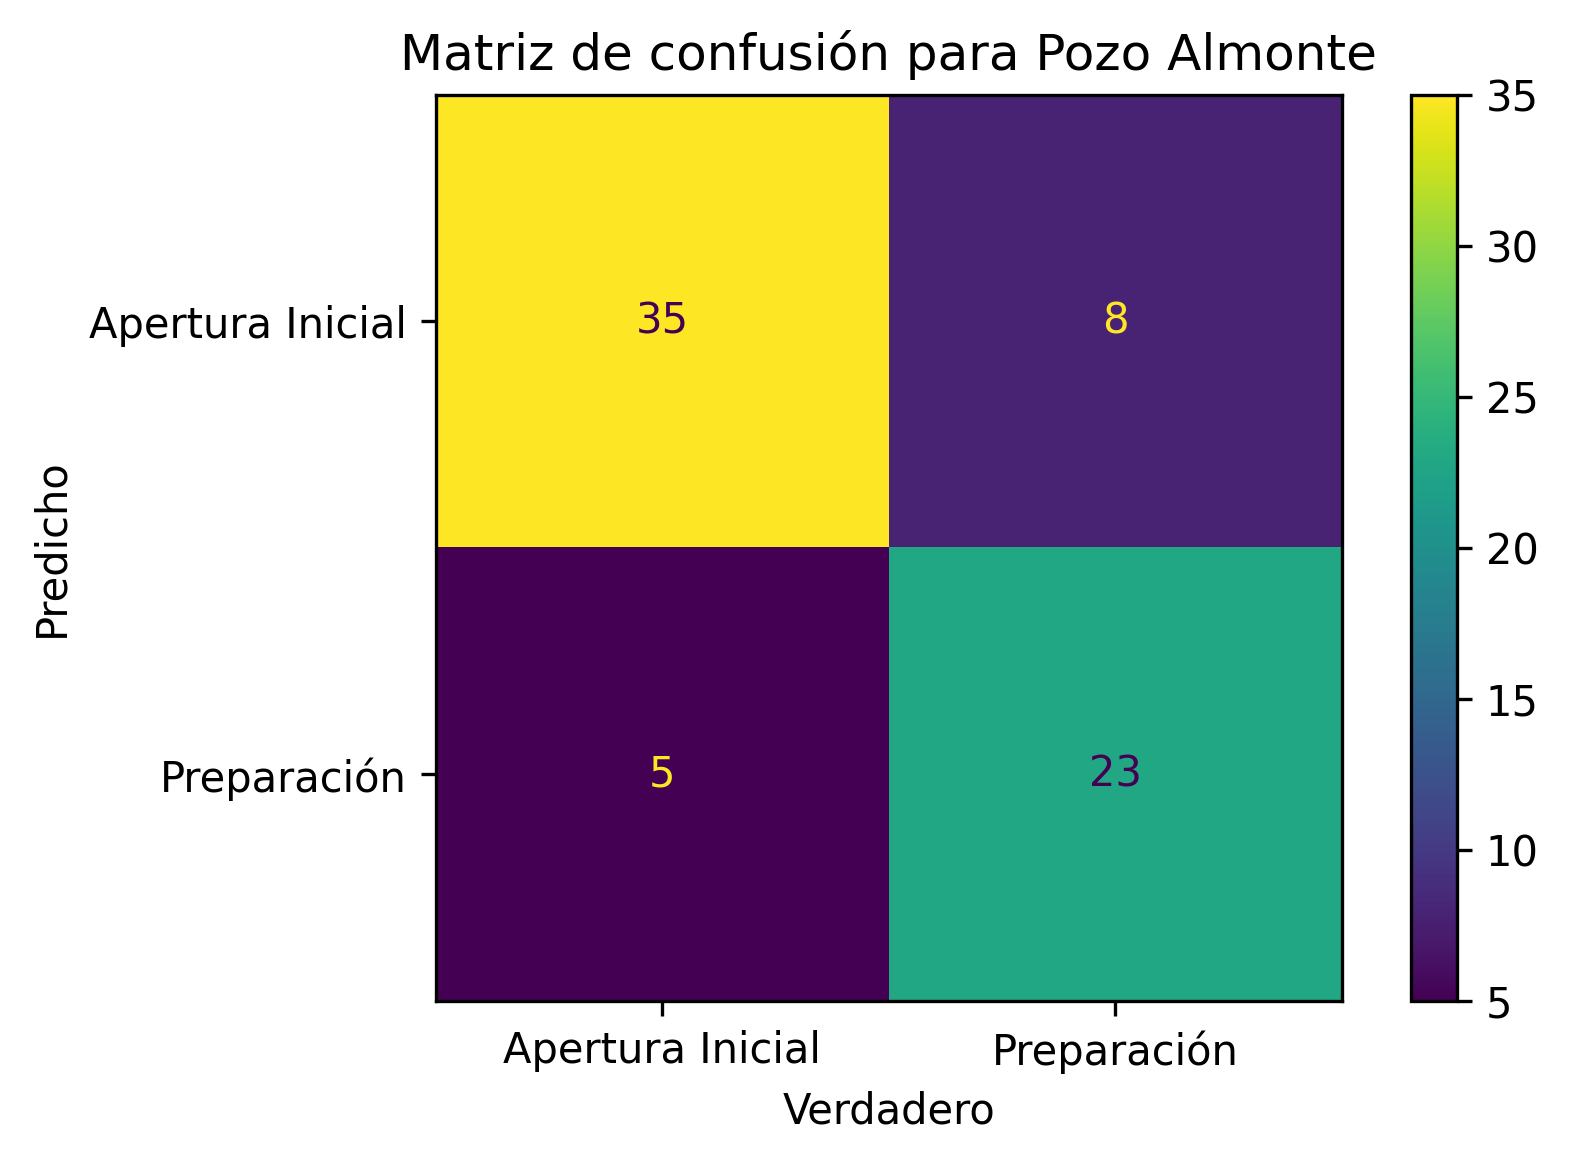 Matriz de confusión para Pozo Almonte
Predicho
Apertura Inicial
Preparación
35
8
5
23
Apertura Inicial
Preparación
Verdadero
35
30
25
20
15
10
5